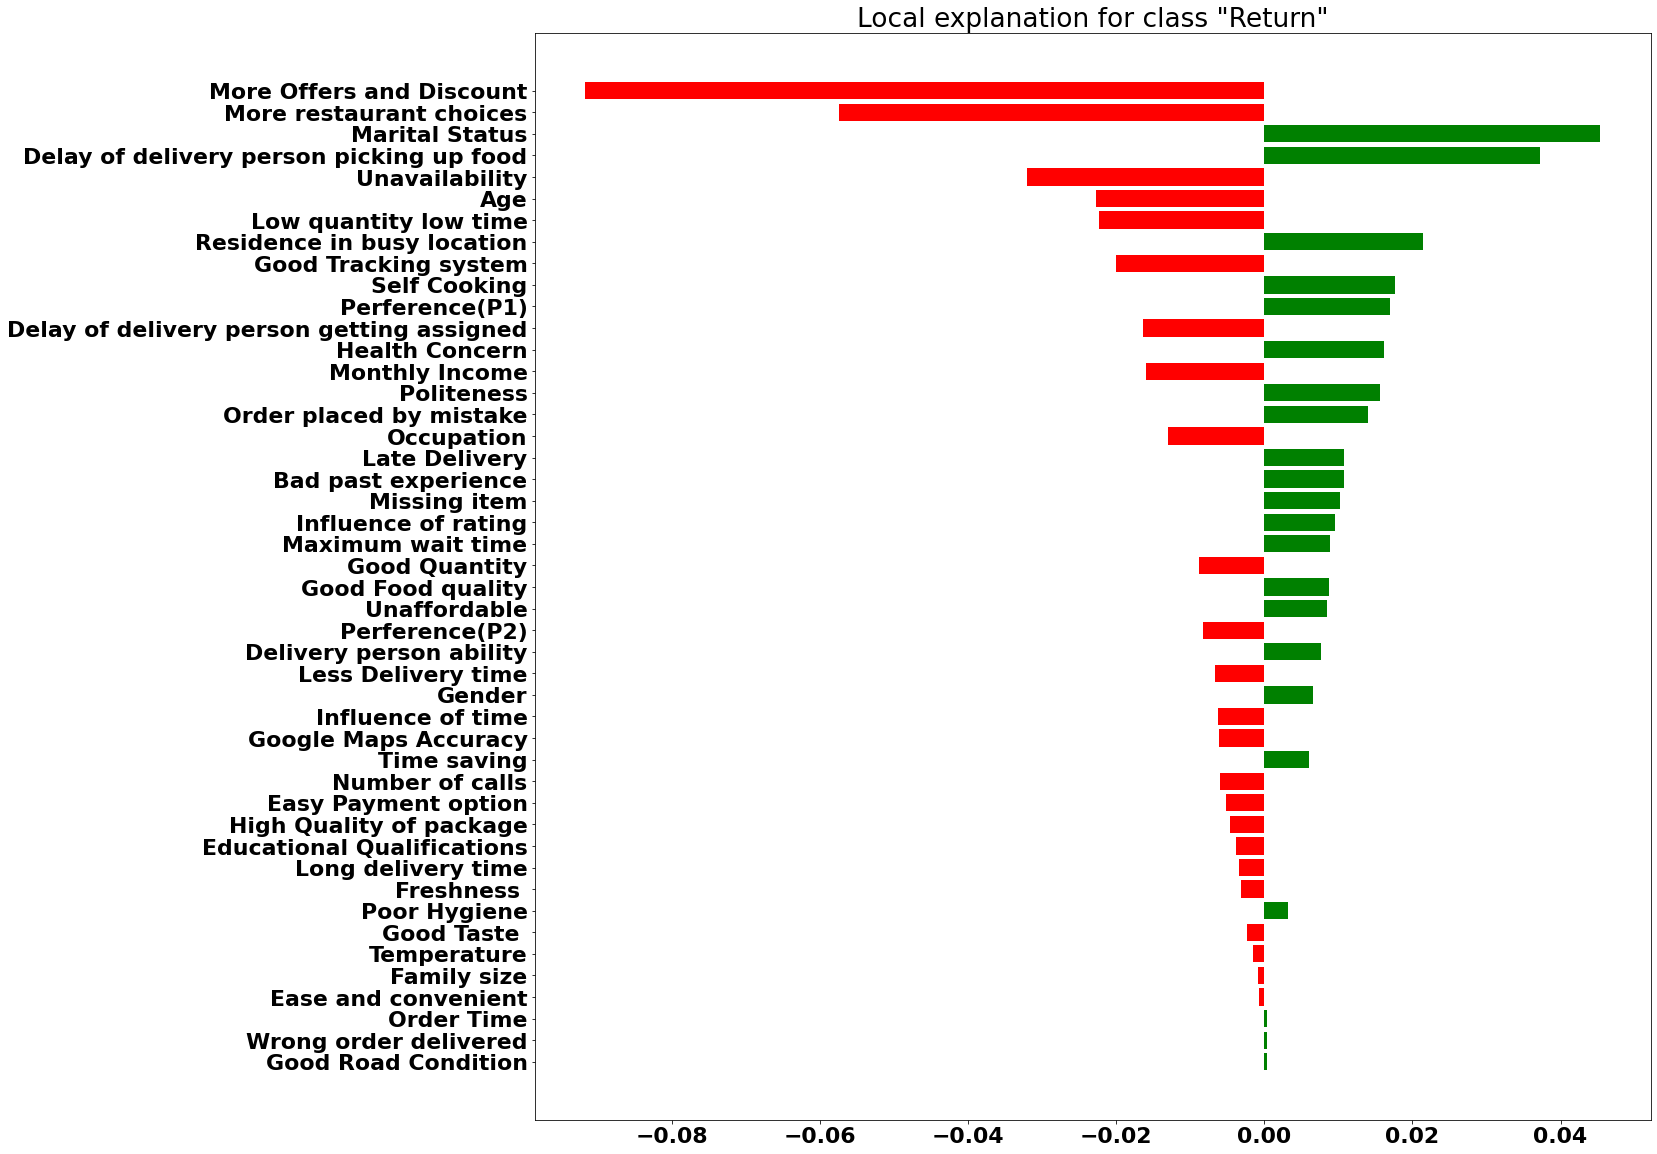 Local explanation for class "Return"
More Offers and Discount
More restaurant choices
Marital Status
Delay of delivery person picking up food
Unavailability
Age
Low quantity low time
Residence in busy location
Good Tracking system
Self Cooking
Perference(P1)
Delay of delivery person getting assigned
Health Concern
Monthly Income
Politeness
Order placed by mistake
Occupation
Late Delivery
Bad past experience
Missing item
Influence of rating
Maximum wait time
Good Quantity
Good Food quality
Unaffordable
Perference(P2)
Delivery person ability
Less Delivery time
Gender
Influence of time
Google Maps Accuracy
Time saving
Number of calls
Easy Payment option
High Quality of package
Educational Qualifications
Long delivery time
Freshness
Poor Hygiene
Good Taste
Temperature
Family size
Ease and convenient
Order Time
Wrong order delivered
Good Road Condition
−0.08 −0.06 −0.04 −0.02 0.00 0.02 0.04